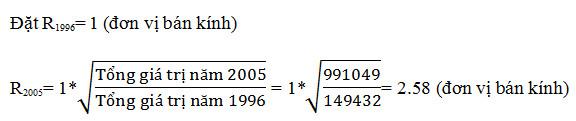 Đặt R1996= 1 (đơn vị bán kính)
R2005= 1* √(Tổng giá trị năm 2005 / Tổng giá trị năm 1996) = 1* √(991049 / 149432) = 2.58 (đơn vị bán kính)